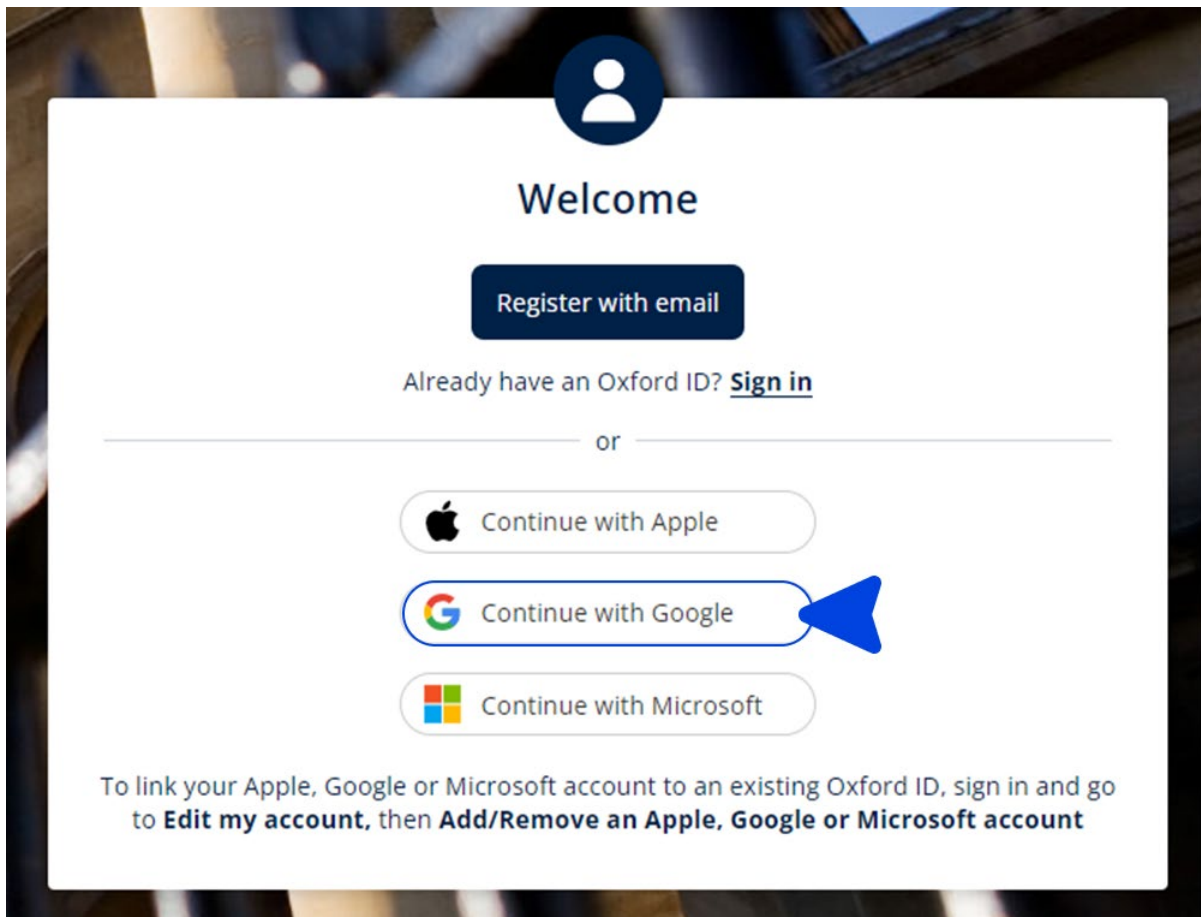 Welcome
Register with email
Already have an Oxford ID? Sign in
or
Continue with Apple
Continue with Google
Continue with Microsoft
To link your Apple, Google or Microsoft account to an existing Oxford ID, sign in and go
to Edit my account, then Add/Remove an Apple, Google or Microsoft account